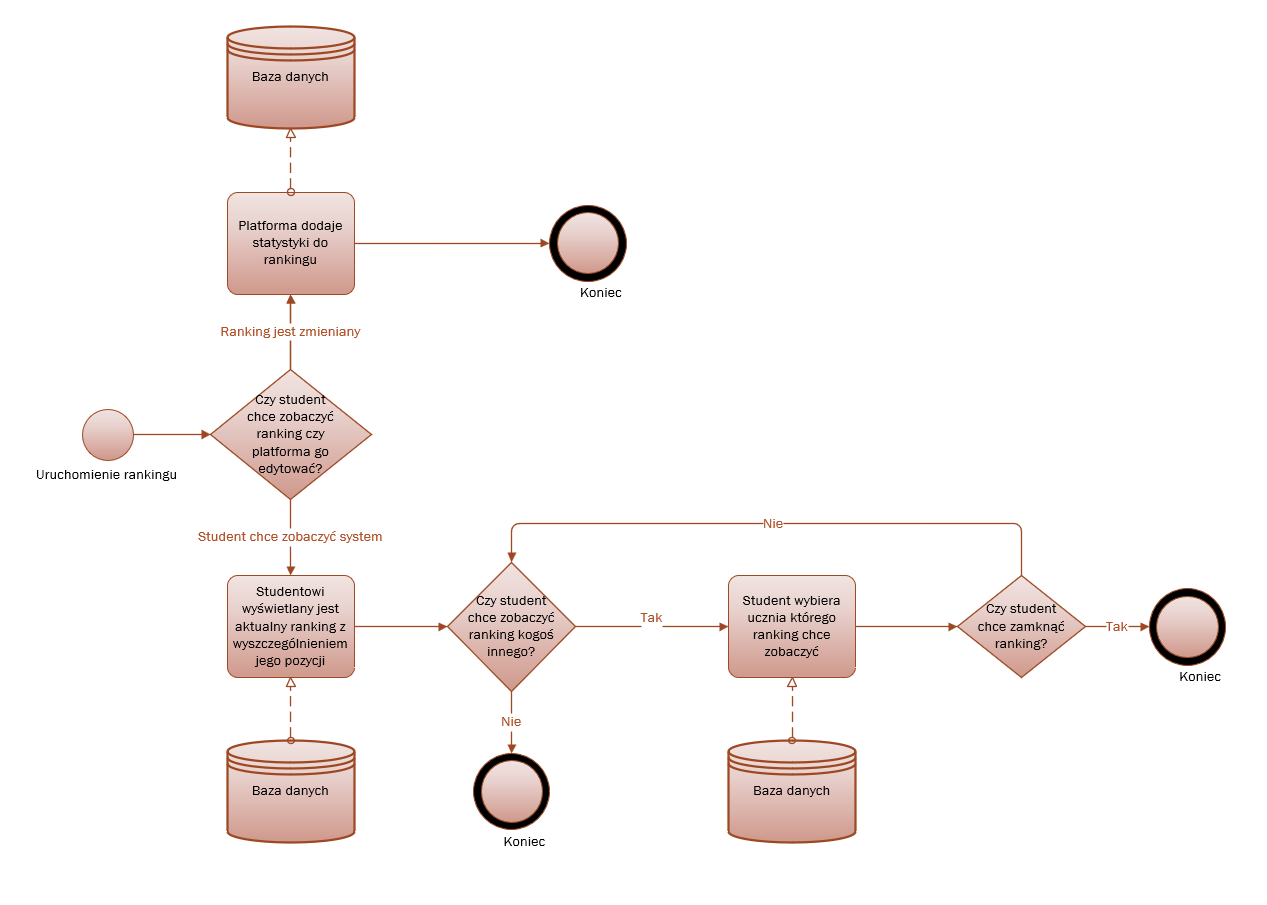 Baza danych
Platforma dodaje
statystyki do
rankingu
Koniec
Ranking jest zmieniany
Czy student
chce zobaczyć
ranking czy
platforma go
edytować?
Uruchomienie rankingu
Student chce zobaczyć system
Nie
Studentowi
wyświetlany jest
aktualny ranking z
wyszczególnieniem
jego pozycji
Czy student
chce zobaczyć
ranking kogoś
innego?
Tak
Student wybiera
ucznia którego
ranking chce
zobaczyć
Czy student
chce zamknąć
ranking?
Tak
Koniec
Nie
Baza danych
Koniec
Baza danych